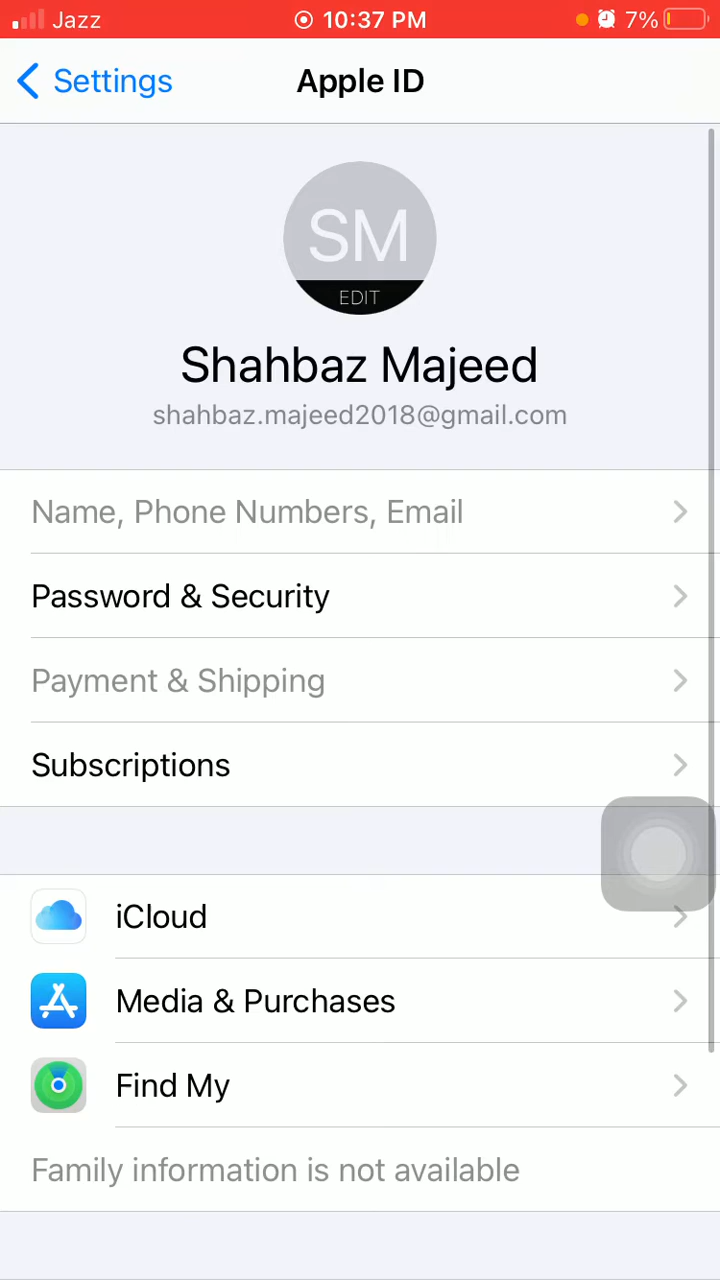 Jazz 10:37 PM 7%
Settings Apple ID
SM
EDIT
Shahbaz Majeed
shahbaz.majeed2018@gmail.com
Name, Phone Numbers, Email
Password & Security
Payment & Shipping
Subscriptions
iCloud
Media & Purchases
Find My
Family information is not available